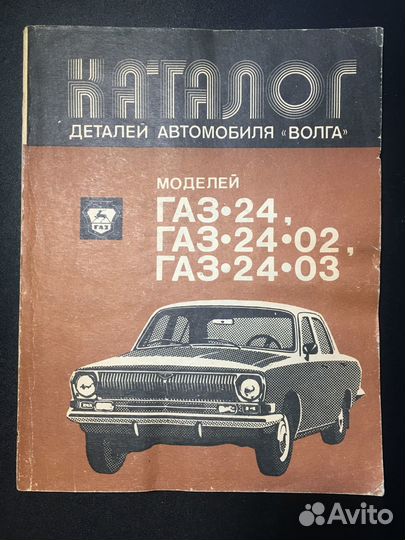 КАТАЛОГ
ДЕТАЛЕЙ АВТОМОБИЛЯ «ВОЛГА»
МОДЕЛЕЙ
ГАЗ•24,
ГАЗ•24•02,
ГАЗ•24•03
ГАЗ
Avito